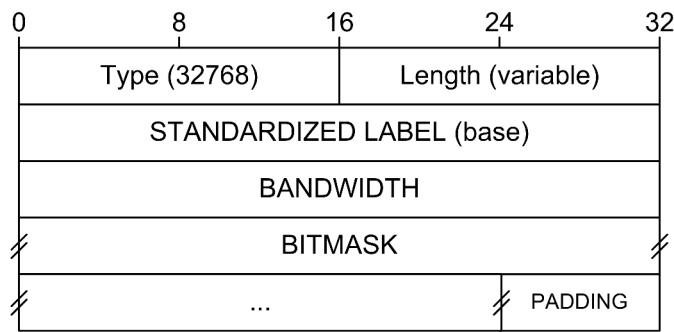 0 8 16 24 32
Type (32768) Length (variable)
STANDARDIZED LABEL (base)
BANDWIDTH
BITMASK
... PADDING